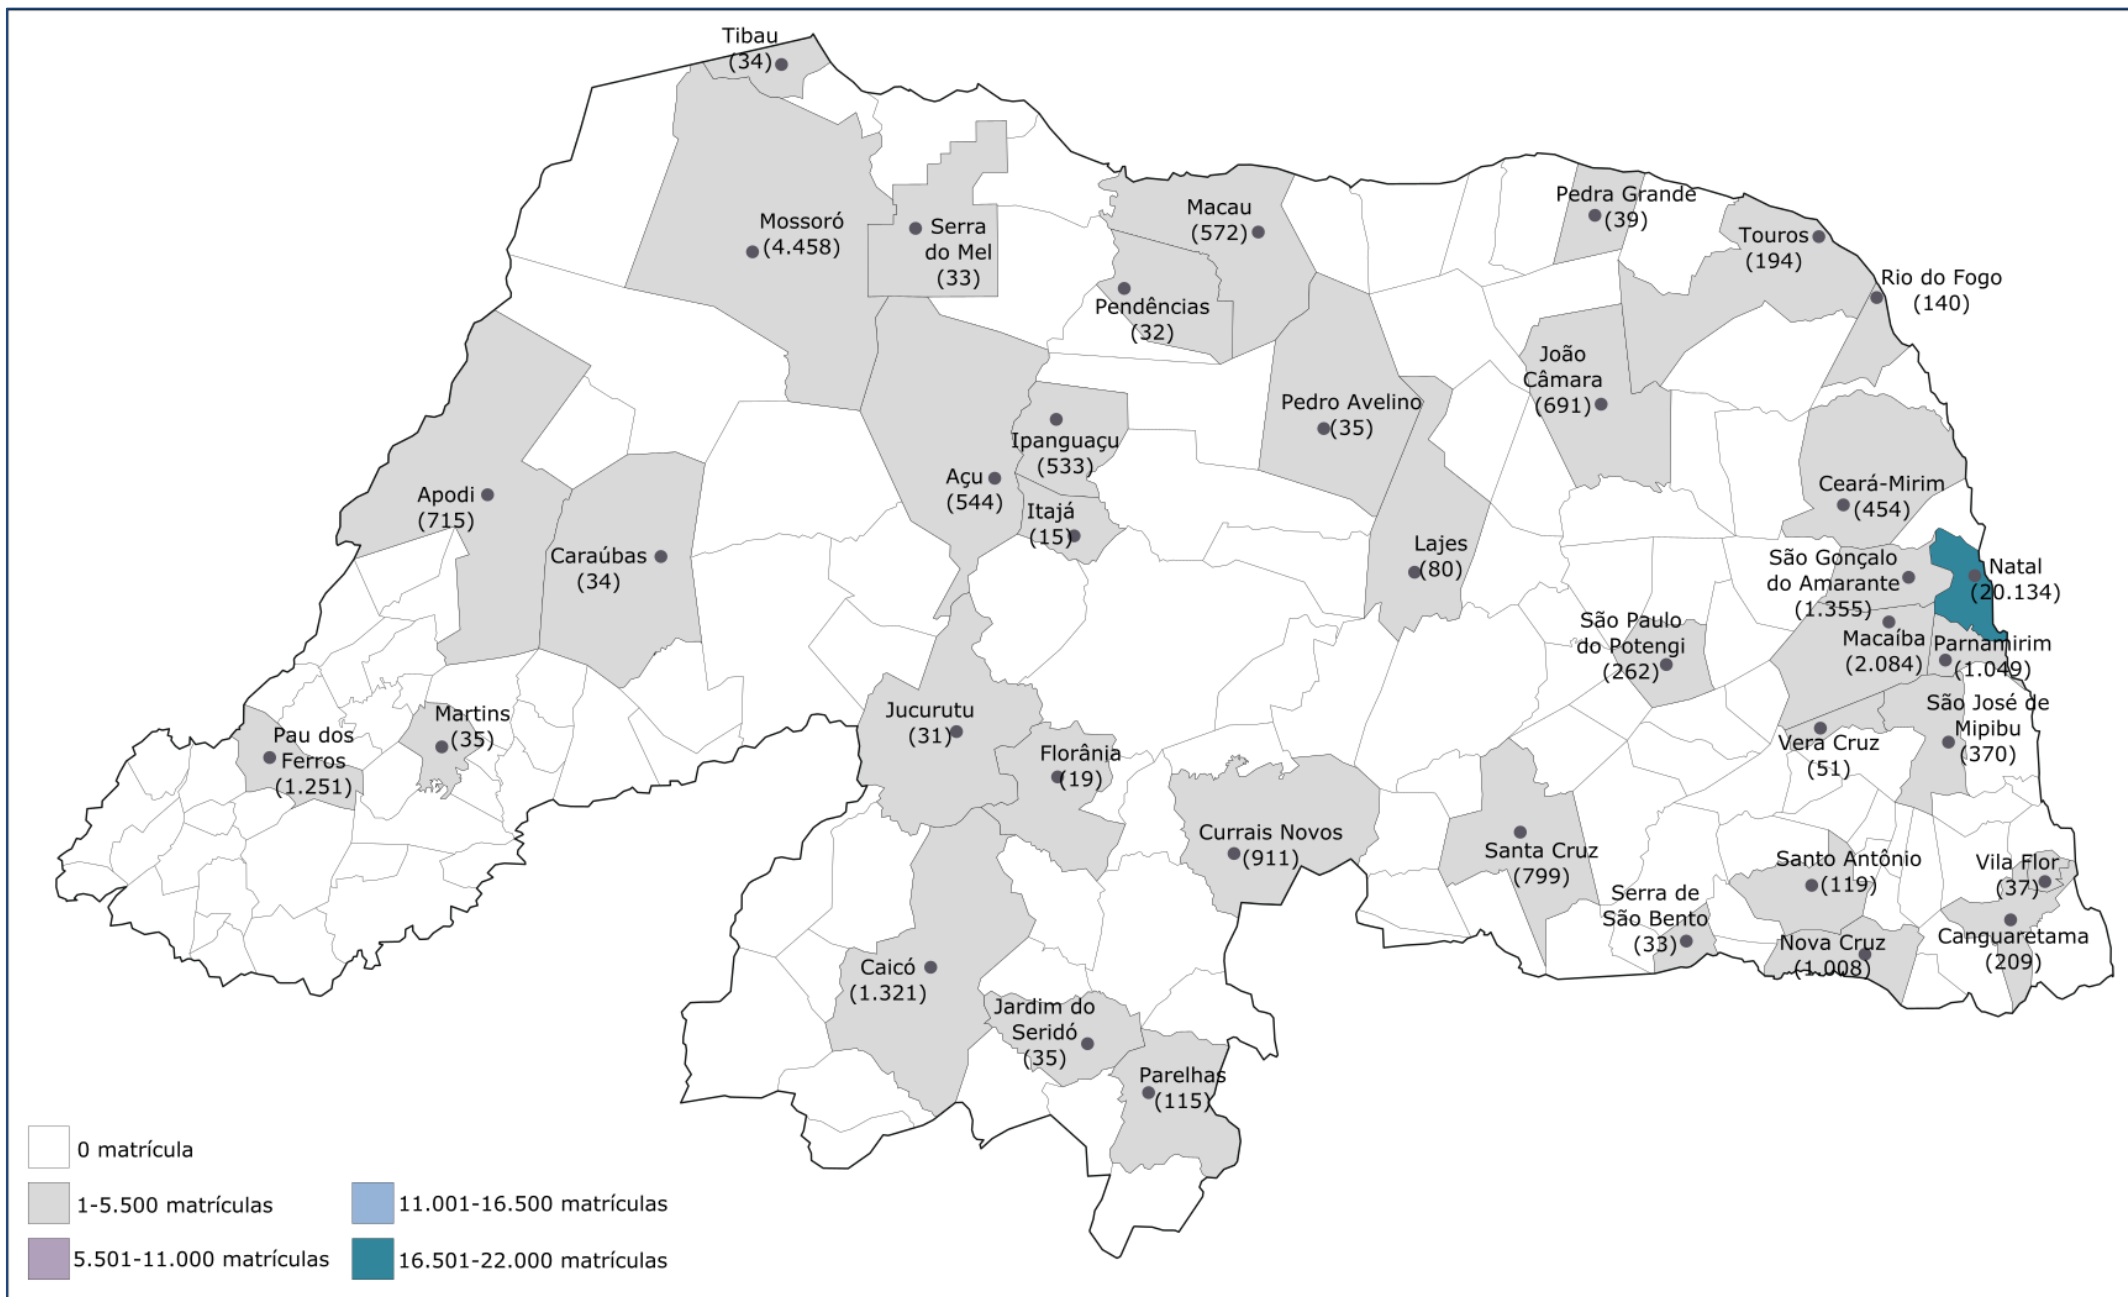 Tibau
(34)
Mossoró
(4.458)
Serra
do Mel
(33)
Macau
(572)
Pendências
(32)
Pedra Grande
(39)
Touros
(194)
Rio do Fogo
(140)
João
Câmara
(691)
Pedro Avelino
(35)
Ipanguaçu
(533)
Açu
(544)
Itajá
(15)
Apodi
(715)
Caraúbas
(34)
Lajes
(80)
Ceará-Mirim
(454)
São Gonçalo
do Amarante
(1.355)
Natal
(20.134)
São Paulo
do Potengi
(262)
Macaíba
(2.084)
Parnamirim
(1.049)
São José de
Mipibu
(370)
Vera Cruz
(51)
Pau dos
Ferros
(1.251)
Martins
(35)
Jucurutu
(31)
Florânia
(19)
Currais Novos
(911)
Santa Cruz
(799)
Santo Antônio
(119)
Vila Flor
(37)
Serra de
São Bento
(33)
Nova Cruz
(1.008)
Canguaretama
(209)
Caicó
(1.321)
Jardim do
Seridó
(35)
Parelhas
(115)
0 matrícula
1-5.500 matrículas
5.501-11.000 matrículas
11.001-16.500 matrículas
16.501-22.000 matrículas